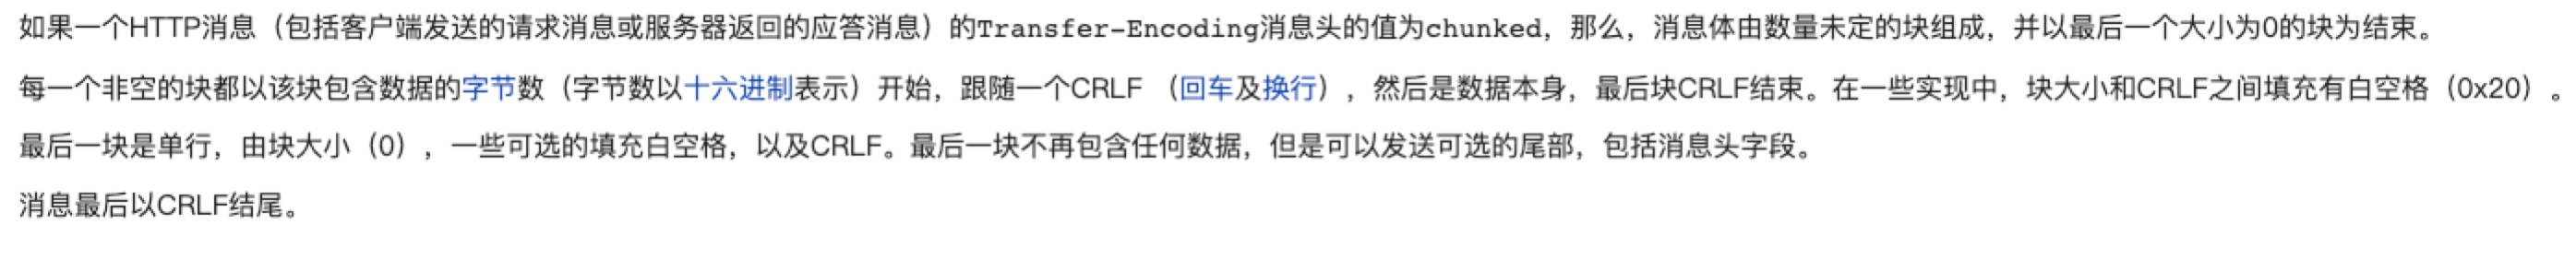 如果一个HTTP消息（包括客户端发送的请求消息或服务器返回的应答消息）的Transfer-Encoding消息头的值为chunked，那么，消息体由数量未定的块组成，并以最后一个大小为0的块为结束。
每一个非空的块都以该块包含数据的字节数（字节数以十六进制表示）开始，跟随一个CRLF （回车及换行），然后是数据本身，最后块CRLF结束。在一些实现中，块大小和CRLF之间填充有白空格（0x20）。
最后一块是单行，由块大小（0），一些可选的填充白空格，以及CRLF。最后一块不再包含任何数据，但是可以发送可选的尾部，包括消息头字段。
消息最后以CRLF结尾。